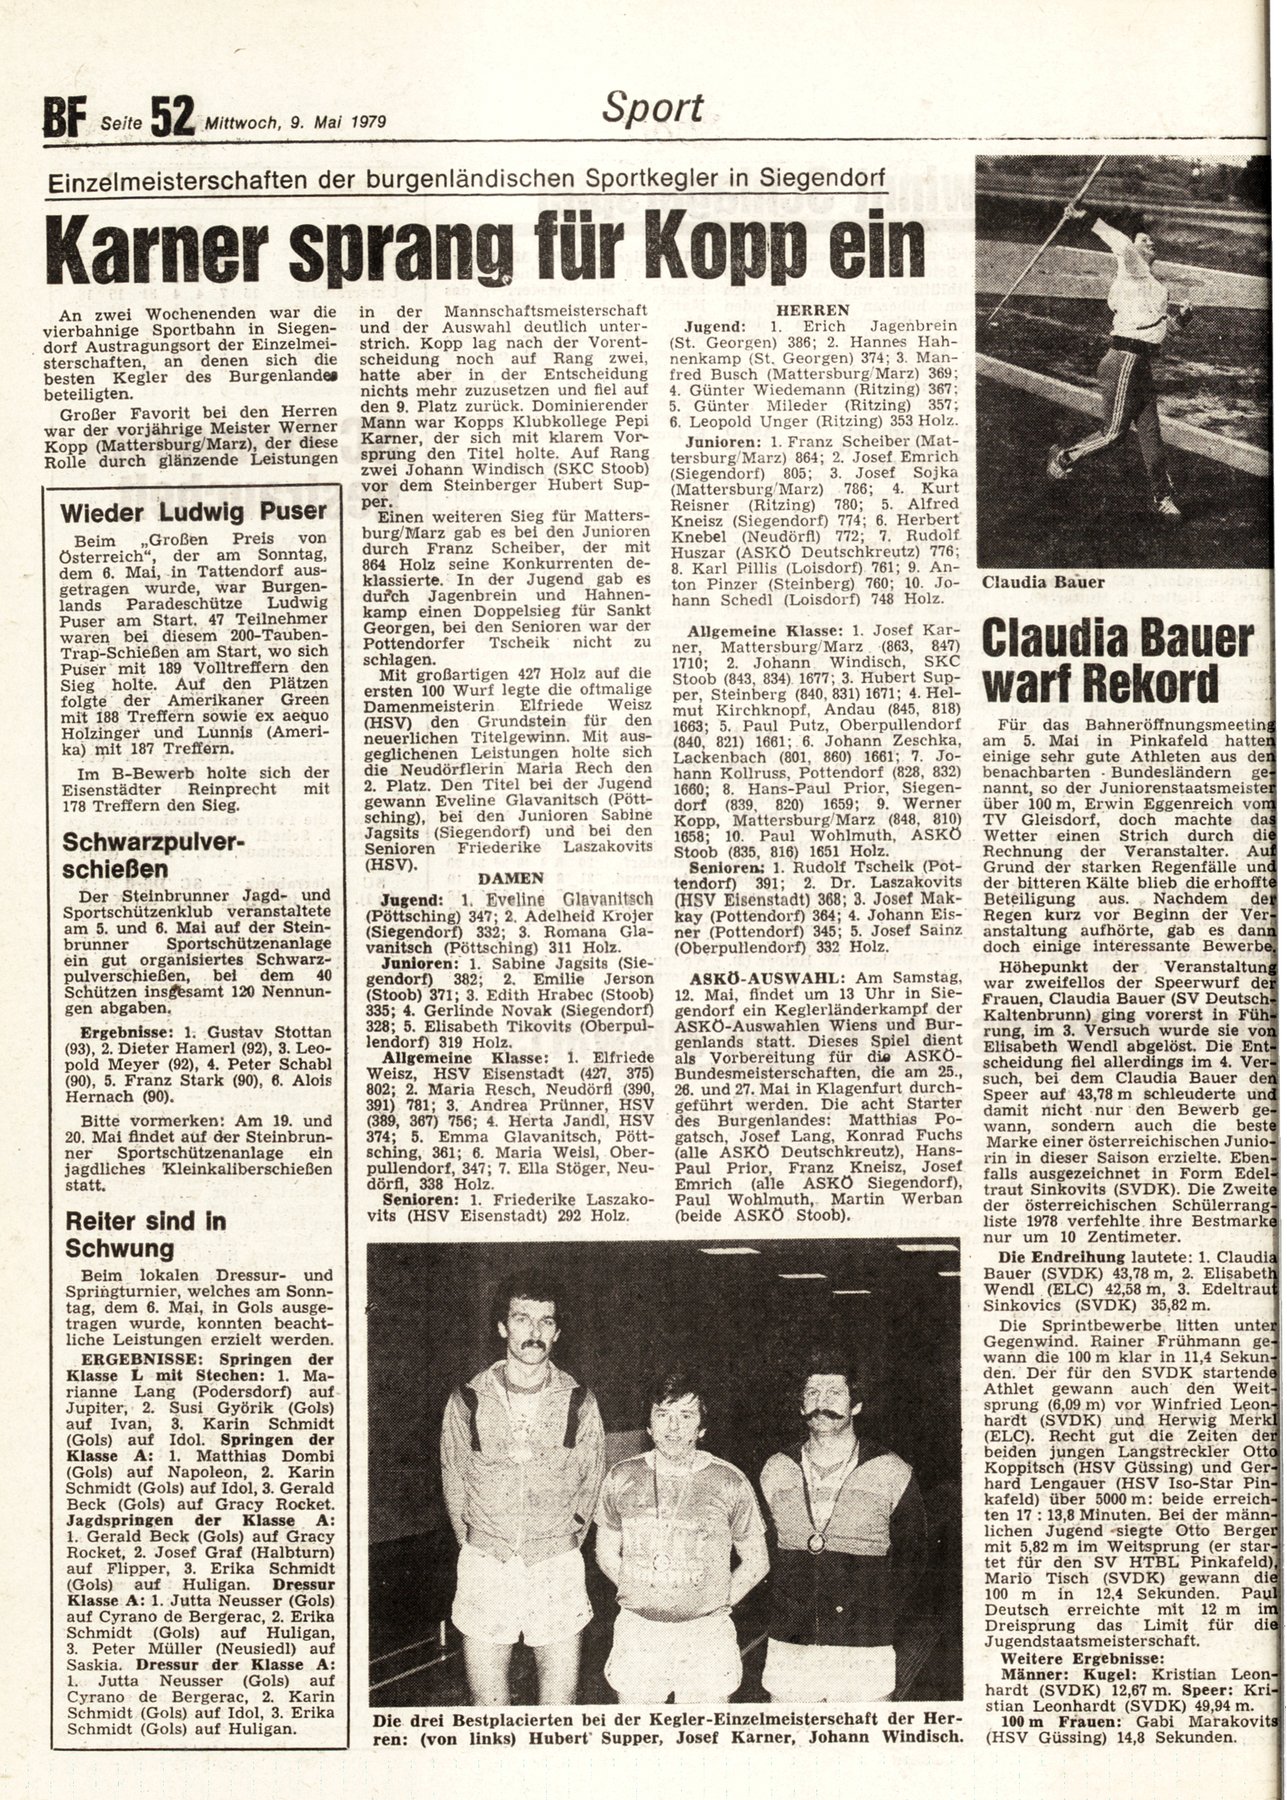 BF Seite 52 Mittwoch, 9. Mai 1979
Sport
Einzelmeisterschaften der burgenländischen Sportkegler in Siegendorf
Karner sprang für Kopp ein
An zwei Wochenenden war die
vierbahnige Sportbahn in Siegen-
dorf Austragungsort der Einzelmei-
sterschaften, an denen sich die
besten Kegler des Burgenlandes
beteiligten.
Großer Favorit bei den Herren
war der vorjährige Meister Werner
Kopp (Mattersburg/Marz), der diese
Rolle durch glänzende Leistungen
in der Mannschaftsmeisterschaft
und der Auswahl deutlich unter-
strich. Kopp lag nach der Vorent-
scheidung noch auf Rang zwei,
hatte aber in der Entscheidung
nichts mehr zuzusetzen und fiel auf
den 9. Platz zurück. Dominierender
Mann war Kopps Klubkollege Pepi
Karner, der sich mit klarem Vor-
sprung den Titel holte. Auf Rang
zwei Johann Windisch (SKC Stoob)
vor dem Steinberger Hubert Sup-
per.
Einen weiteren Sieg für Matters-
burg/Marz gab es bei den Junioren
durch Franz Scheiber, der mit
864 Holz seine Konkurrenten de-
klassierte. In der Jugend gab es
durch Jagenbrein und Hahnen-
kamp einen Doppelsieg für Sankt
Georgen, bei den Senioren war der
Pottendorfer Tscheik nicht zu
schlagen.
Mit großartigen 427 Holz auf die
ersten 100 Wurf legte die oftmalige
Damenmeisterin Elfriede Weisz
(HSV) den Grundstein für den
neuerlichen Titelgewinn. Mit aus-
geglichenen Leistungen holte sich
die Neudörflerin Maria Rech den
2. Platz. Den Titel bei der Jugend
gewann Eveline Glavanitsch (Pött-
sching), bei den Junioren Sabine
Jagsits (Siegendorf) und bei den
Senioren Friederike Laszakovits
(HSV).
DAMEN
Jugend: 1. Eveline Glavanitsch
(Pöttsching) 347; 2. Adelheid Krojer
(Siegendorf) 332; 3. Romana Gla-
vanitsch (Pöttsching) 311 Holz.
Junioren: 1. Sabine Jagsits (Sie-
gendorf) 382; 2. Emilie Jerson
(Stoob) 371; 3. Edith Hrabec (Stoob)
335; 4. Gerlinde Novak (Siegendorf)
328; 5. Elisabeth Tikovits (Oberpul-
lendorf) 319 Holz.
Allgemeine Klasse: 1. Elfriede
Weisz, HSV Eisenstadt (427, 375)
802; 2. Maria Resch, Neudörfl (390,
391) 781; 3. Andrea Prünner, HSV
(389, 367) 756; 4. Herta Jandl, HSV
374; 5. Emma Glavanitsch, Pött-
sching, 361; 6. Maria Weisl, Ober-
pullendorf, 347; 7. Ella Stöger, Neu-
dörfl, 338 Holz.
Senioren: 1. Friederike Laszako-
vits (HSV Eisenstadt) 292 Holz.
HERREN
Jugend: 1. Erich Jagenbrein
(St. Georgen) 386; 2. Hannes Hah-
nenkamp (St. Georgen) 374; 3. Man-
fred Busch (Mattersburg/Marz) 369;
4. Günter Wiedemann (Ritzing) 367;
5. Günter Mileder (Ritzing) 357;
6. Leopold Unger (Ritzing) 353 Holz.
Junioren: 1. Franz Scheiber (Mat-
tersburg/Marz) 864; 2. Josef Emrich
(Siegendorf) 805; 3. Josef Sojka
(Mattersburg/Marz) 786; 4. Kurt
Reisner (Ritzing) 780; 5. Alfred
Kneisz (Siegendorf) 774; 6. Herbert
Knebel (Neudörfl) 772; 7. Rudolf
Huszar (ASKÖ Deutschkreutz) 776;
8. Karl Pillis (Loisdorf) 761; 9. An-
ton Pinzer (Steinberg) 760; 10. Jo-
hann Schedl (Loisdorf) 748 Holz.
Allgemeine Klasse: 1. Josef Kar-
ner, Mattersburg/Marz (863, 847)
1710; 2. Johann Windisch, SKC
Stoob (843, 834) 1677; 3. Hubert Sup-
per, Steinberg (840, 831) 1671; 4. Hel-
mut Kirchknopf, Andau (845, 818)
1663; 5. Paul Putz, Oberpullendorf
(840, 821) 1661; 6. Johann Zeschka,
Lackenbach (801, 860) 1661; 7. Jo-
hann Kollruss, Pottendorf (828, 832)
1660; 8. Hans-Paul Prior, Siegen-
dorf (839, 820) 1659; 9. Werner
Kopp, Mattersburg/Marz (848, 810)
1658; 10. Paul Wohlmuth, ASKÖ
Stoob (835, 816) 1651 Holz.
Senioren: 1. Rudolf Tscheik (Pot-
tendorf) 391; 2. Dr. Laszakovits
(HSV Eisenstadt) 368; 3. Josef Mak-
kay (Pottendorf) 364; 4. Johann Eis-
ner (Pottendorf) 345; 5. Josef Sainz
(Oberpullendorf) 332 Holz.
ASKÖ-AUSWAHL: Am Samstag,
12. Mai, findet um 13 Uhr in Sie-
gendorf ein Keglerländerkampf der
ASKÖ-Auswahlen Wiens und Bur-
genlands statt. Dieses Spiel dient
als Vorbereitung für die ASKÖ-
Bundesmeisterschaften, die am 25.,
26. und 27. Mai in Klagenfurt durch-
geführt werden. Die acht Starter
des Burgenlandes: Matthias Po-
gatsch, Josef Lang, Konrad Fuchs
(alle ASKÖ Deutschkreutz), Hans-
Paul Prior, Franz Kneisz, Josef
Emrich (alle ASKÖ Siegendorf),
Paul Wohlmuth, Martin Werban
(beide ASKÖ Stoob).
Wieder Ludwig Puser
Beim „Großen Preis von
Österreich“, der am Sonntag,
dem 6. Mai, in Tattendorf aus-
getragen wurde, war Burgen-
lands Paradeschütze Ludwig
Puser am Start. 47 Teilnehmer
waren bei diesem 200-Tauben-
Trap-Schießen am Start, wo sich
Puser mit 189 Volltreffern den
Sieg holte. Auf den Plätzen
folgte der Amerikaner Green
mit 188 Treffern sowie ex aequo
Holzinger und Lunnis (Ameri-
ka) mit 187 Treffern.
Im B-Bewerb holte sich der
Eisenstädter Reinprecht mit
178 Treffern den Sieg.
Schwarzpulver-
schießen
Der Steinbrunner Jagd- und
Sportschützenklub veranstaltete
am 5. und 6. Mai auf der Stein-
brunner Sportschützenanlage
ein gut organisiertes Schwarz-
pulverschießen, bei dem 40
Schützen insgesamt 120 Nennun-
gen abgaben.
Ergebnisse: 1. Gustav Stottan
(93), 2. Dieter Hamerl (92), 3. Leo-
pold Meyer (92), 4. Peter Schabl
(90), 5. Franz Stark (90), 6. Alois
Hernach (90).
Bitte vormerken: Am 19. und
20. Mai findet auf der Steinbrun-
ner Sportschützenanlage ein
jagdliches Kleinkaliberschießen
statt.
Reiter sind in
Schwung
Beim lokalen Dressur- und
Springturnier, welches am Sonn-
tag, dem 6. Mai, in Gols ausge-
tragen wurde, konnten beacht-
liche Leistungen erzielt werden.
ERGEBNISSE: Springen der
Klasse L mit Stechen: 1. Ma-
rianne Lang (Podersdorf) auf
Jupiter, 2. Susi Györik (Gols)
auf Ivan, 3. Karin Schmidt
(Gols) auf Idol. Springen der
Klasse A: 1. Matthias Dombi
(Gols) auf Napoleon, 2. Karin
Schmidt (Gols) auf Idol, 3. Gerald
Beck (Gols) auf Gracy Rocket.
Jagdspringen der Klasse A:
1. Gerald Beck (Gols) auf Gracy
Rocket, 2. Josef Graf (Halbturn)
auf Flipper, 3. Erika Schmidt
(Gols) auf Huligan. Dressur
Klasse A: 1. Jutta Neusser (Gols)
auf Cyrano de Bergerac, 2. Erika
Schmidt (Gols) auf Huligan,
3. Peter Müller (Neusiedl) auf
Saskia. Dressur der Klasse A:
1. Jutta Neusser (Gols) auf
Cyrano de Bergerac, 2. Karin
Schmidt (Gols) auf Idol, 3. Erika
Schmidt (Gols) auf Huligan.
Die drei Bestplacierten bei der Kegler-Einzelmeisterschaft der Her-
ren: (von links) Hubert Supper, Josef Karner, Johann Windisch.
Claudia Bauer
Claudia Bauer
warf Rekord
Für das Bahneröffnungsmeeting
am 5. Mai in Pinkafeld hatten
einige sehr gute Athleten aus den
benachbarten Bundesländern ge-
nannt, so der Juniorenstaatsmeister
über 100 m, Erwin Eggenreich vom
TV Gleisdorf, doch machte das
Wetter einen Strich durch die
Rechnung der Veranstalter. Auf
Grund der starken Regenfälle und
der bitteren Kälte blieb die erhoffte
Beteiligung aus. Nachdem der
Regen kurz vor Beginn der Ver-
anstaltung aufhörte, gab es dann
doch einige interessante Bewerbe.
Höhepunkt der Veranstaltung
war zweifellos der Speerwurf der
Frauen, Claudia Bauer (SV Deutsch-
Kaltenbrunn) ging vorerst in Füh-
rung, im 3. Versuch wurde sie von
Elisabeth Wendl abgelöst. Die Ent-
scheidung fiel allerdings im 4. Ver-
such, bei dem Claudia Bauer den
Speer auf 43,78 m schleuderte und
damit nicht nur den Bewerb ge-
wann, sondern auch die beste
Marke einer österreichischen Junio-
rin in dieser Saison erzielte. Eben-
falls ausgezeichnet in Form Edel-
traut Sinkovits (SVDK). Die Zweite
der österreichischen Schülerrang-
liste 1978 verfehlte ihre Bestmarke
nur um 10 Zentimeter.
Die Endreihung lautete: 1. Claudia
Bauer (SVDK) 43,78 m, 2. Elisabeth
Wendl (ELC) 42,58 m, 3. Edeltraut
Sinkovics (SVDK) 35,82 m.
Die Sprintbewerbe litten unter
Gegenwind. Rainer Frühmann ge-
wann die 100 m klar in 11,4 Sekun-
den. Der für den SVDK startende
Athlet gewann auch den Weit-
sprung (6,09 m) vor Winfried Leon-
hardt (SVDK) und Herwig Merkl
(ELC). Recht gut die Zeiten der
beiden jungen Langstreckler Otto
Koppitsch (HSV Güssing) und Ger-
hard Lengauer (HSV Iso-Star Pin-
kafeld) über 5000 m: beide erreich-
ten 17 : 13,8 Minuten. Bei der männ-
lichen Jugend siegte Otto Berger
mit 5,82 m im Weitsprung (er star-
tet für den SV HTBL Pinkafeld),
Mario Tisch (SVDK) gewann die
100 m in 12,4 Sekunden. Paul
Deutsch erreichte mit 12 m im
Dreisprung das Limit für die
Jugendstaatsmeisterschaft.
Weitere Ergebnisse:
Männer: Kugel: Kristian Leon-
hardt (SVDK) 12,67 m. Speer: Kri-
stian Leonhardt (SVDK) 49,94 m.
100 m Frauen: Gabi Marakovits
(HSV Güssing) 14,8 Sekunden.